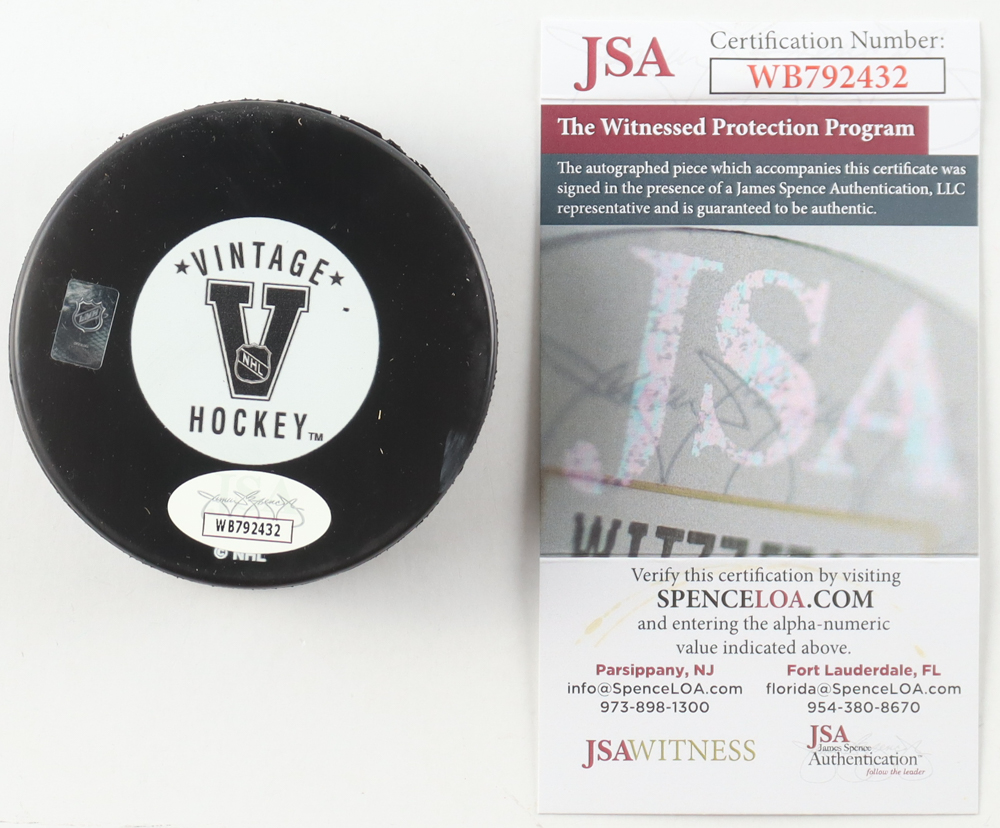 ★VINTAGE★
V
NHL
HOCKEY™
WB792432
© NHL
JSA
Certification Number:
WB792432
The Witnessed Protection Program
The autographed piece which accompanies this certificate was
signed in the presence of a James Spence Authentication, LLC
representative and is guaranteed to be authentic.
JSA
Verify this certification by visiting
SPENCELOA.COM
and entering the alpha-numeric
value indicated above.
Parsippany, NJ
info@SpenceLOA.com
973-898-1300
Fort Lauderdale, FL
florida@SpenceLOA.com
954-380-8670
JSAWITNESS
JSA
James Spence
Authentication™
follow the leader